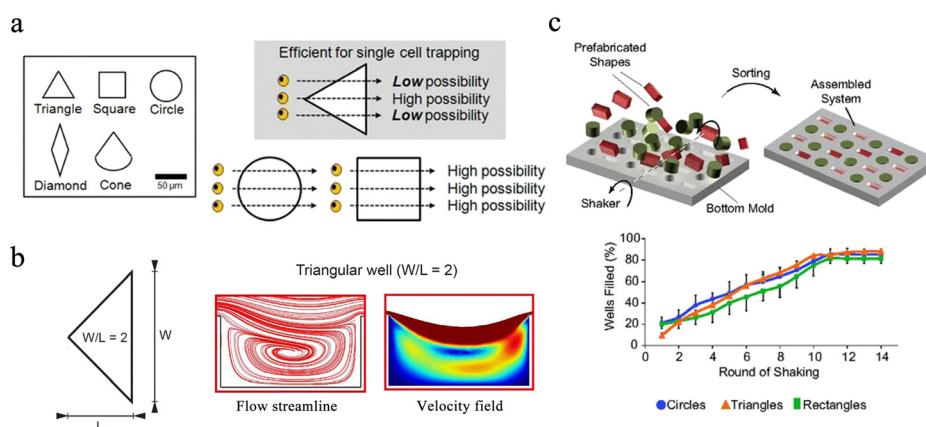 a
Triangle Square Circle
Diamond Cone
50 μm
Efficient for single cell trapping
Low possibility
High possibility
Low possibility
High possibility
High possibility
High possibility
b
W/L = 2
W
L
Triangular well (W/L = 2)
Flow streamline
Velocity field
c
Prefabricated
Shapes
Sorting
Assembled
System
Shaker
Bottom Mold
Wells Filled (%)
100
80
60
40
20
0
0 2 4 6 8 10 12 14
Round of Shaking
Circles Triangles Rectangles